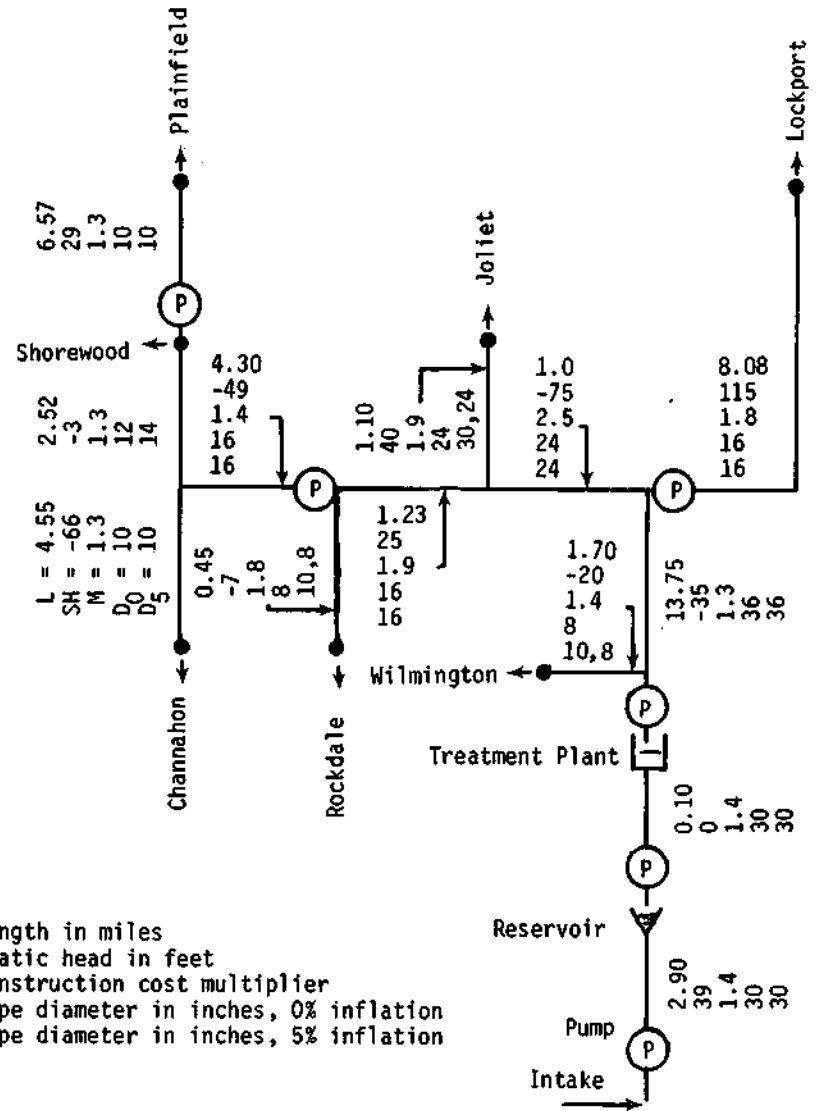 Plainfield
6.57
29
1.3
10
10
P
Shorewood
2.52
-3
1.3
12
14
4.30
-49
1.4
16
16
L = 4.55
SH = -66
M = 1.3
D0 = 10
D5 = 10
Channahon
P
0.45
-7
1.8
8
10,8
Rockdale
1.23
25
1.9
16
16
Joliet
1.10
40
1.9
24
30,24
1.0
-75
2.5
24
24
Lockport
8.08
115
1.8
16
16
P
13.75
-35
1.3
36
36
1.70
-20
1.4
8
10,8
Wilmington
P
Treatment Plant
0.10
0
1.4
30
30
P
Reservoir
2.90
39
1.4
30
30
Pump
P
Intake
ngth in miles
atic head in feet
nstruction cost multiplier
pe diameter in inches, 0% inflation
pe diameter in inches, 5% inflation